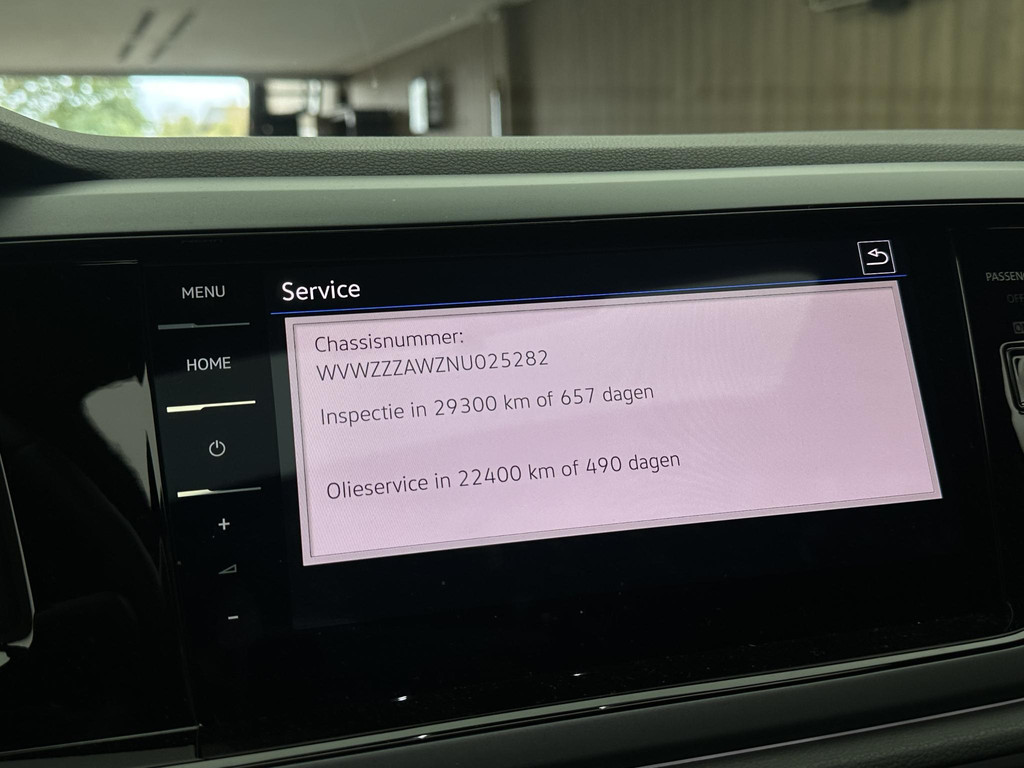 PASSEN
MENU
Service
Chassisnummer:
WVWZZZAWZNU025282
HOME
Inspectie in 29300 km of 657 dagen
Olieservice in 22400 km of 490 dagen
+
-